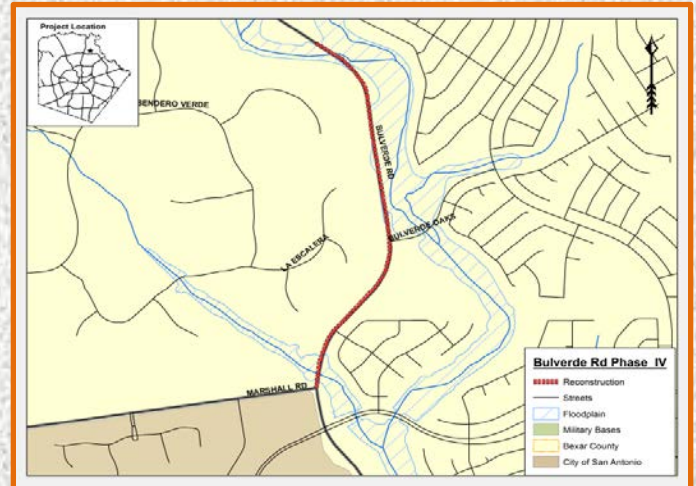 Project Location
SENDERO VERDE
BULVERDE RD
BULVERDE OAKS
LA ESCALERA
MARSHALL RD
Bulverde Rd Phase IV
Reconstruction
Streets
Floodplain
Military Bases
Bexar County
City of San Antonio